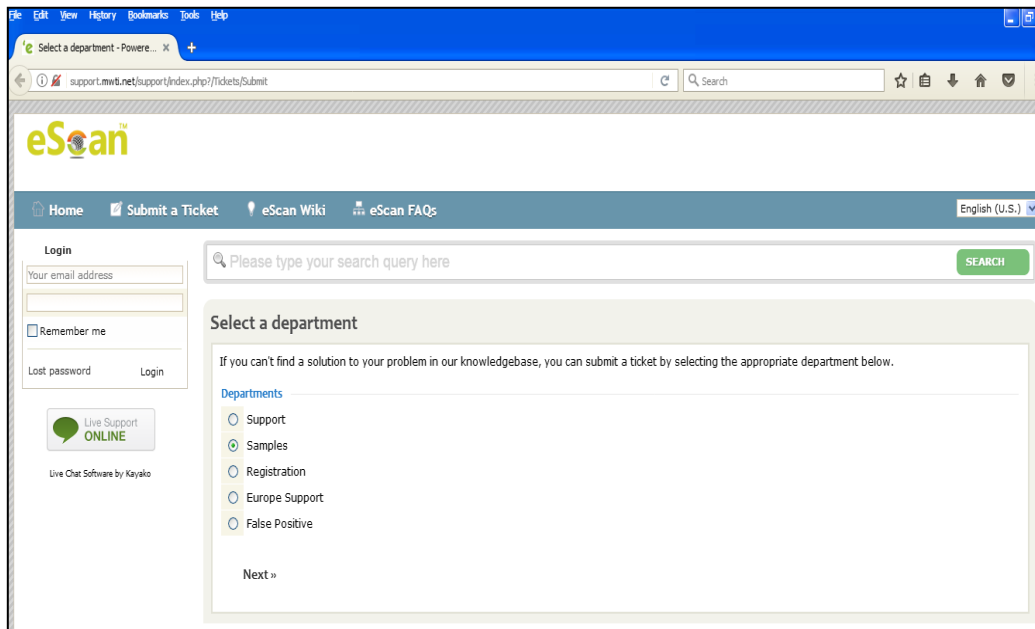 File Edit View History Bookmarks Tools Help
Select a department - Powere...
support.mwti.net/support/index.php?/Tickets/Submit
Search
eScan™
Home Submit a Ticket eScan Wiki eScan FAQs
English (U.S.)
Login
Your email address
Remember me
Lost password Login
Live Support
ONLINE
Live Chat Software by Kayako
Please type your search query here
SEARCH
Select a department
If you can't find a solution to your problem in our knowledgebase, you can submit a ticket by selecting the appropriate department below.
Departments
Support
Samples
Registration
Europe Support
False Positive
Next »